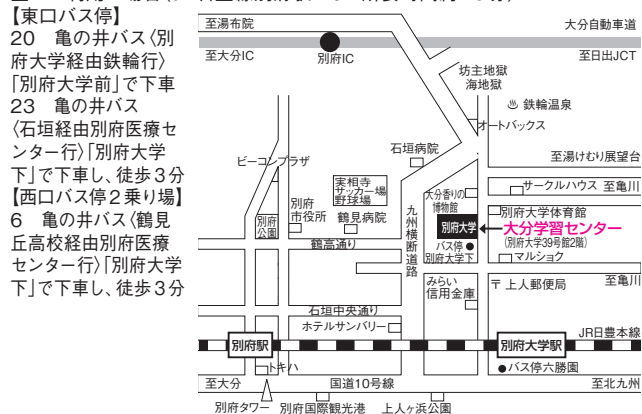 【東口バス停】
20　亀の井バス〈別
府大学経由鉄輪行〉
「別府大学前」で下車
23　亀の井バス
〈石垣経由別府医療セ
ンター行〉「別府大学
下」で下車し、徒歩3分
【西口バス停2乗り場】
6　亀の井バス〈鶴見
丘高校経由別府医療
センター行〉「別府大学
下」で下車し、徒歩3分
至湯布院
大分自動車道
至大分IC
別府IC
至日出JCT
坊主地獄
海地獄
♨ 鉄輪温泉
オートバックス
石垣病院
至湯けむり展望台
ビーコンプラザ
実相寺
サッカー場
野球場
サークルハウス
至亀川
大分香りの
博物館
別府
市役所
鶴見病院
別府
公園
九州横断道路
別府大学
別府大学体育館
大分学習センター
(別府大学39号館2階)
鶴高通り
バス停
別府大学下
マルショク
みらい
信用金庫
〒上人郵便局
至亀川
石垣中央通り
ホテルサンバリー
JR日豊本線
別府駅
別府大学駅
トキハ
バス停六勝園
至大分
国道10号線
至北九州
別府タワー
別府国際観光港
上人ヶ浜公園